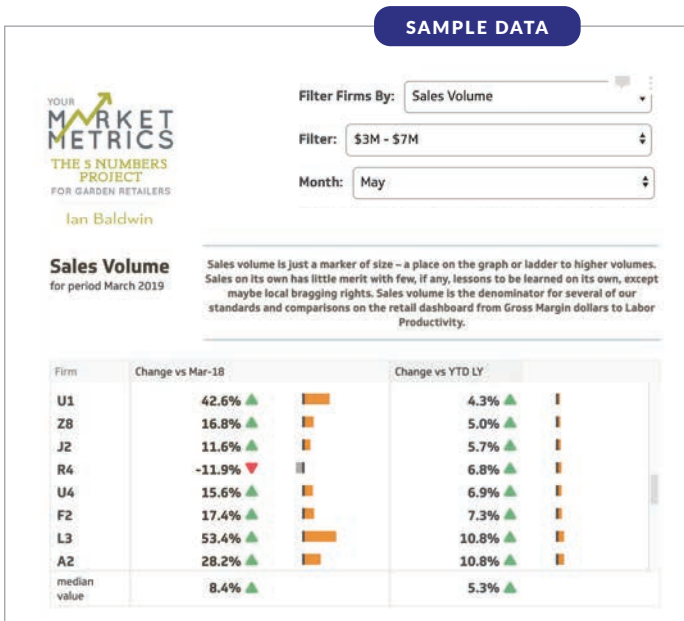 SAMPLE DATA
YOUR
MARKET
METRICS
THE 5 NUMBERS
PROJECT
FOR GARDEN RETAILERS
Ian Baldwin
Filter Firms By: Sales Volume
Filter: $3M - $7M
Month: May
Sales Volume
for period March 2019
Sales volume is just a marker of size – a place on the graph or ladder to higher volumes.
Sales on its own has little merit with few, if any, lessons to be learned on its own, except
maybe local bragging rights. Sales volume is the denominator for several of our
standards and comparisons on the retail dashboard from Gross Margin dollars to Labor
Productivity.
Firm Change vs Mar-18 Change vs YTD LY
U1 42.6% 4.3%
Z8 16.8% 5.0%
J2 11.6% 5.7%
R4 -11.9% 6.8%
U4 15.6% 6.9%
F2 17.4% 7.3%
L3 53.4% 10.8%
A2 28.2% 10.8%
median
value 8.4% 5.3%